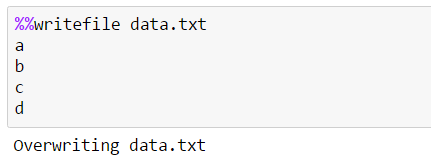 %%writefile data.txt
a
b
c
d
Overwriting data.txt